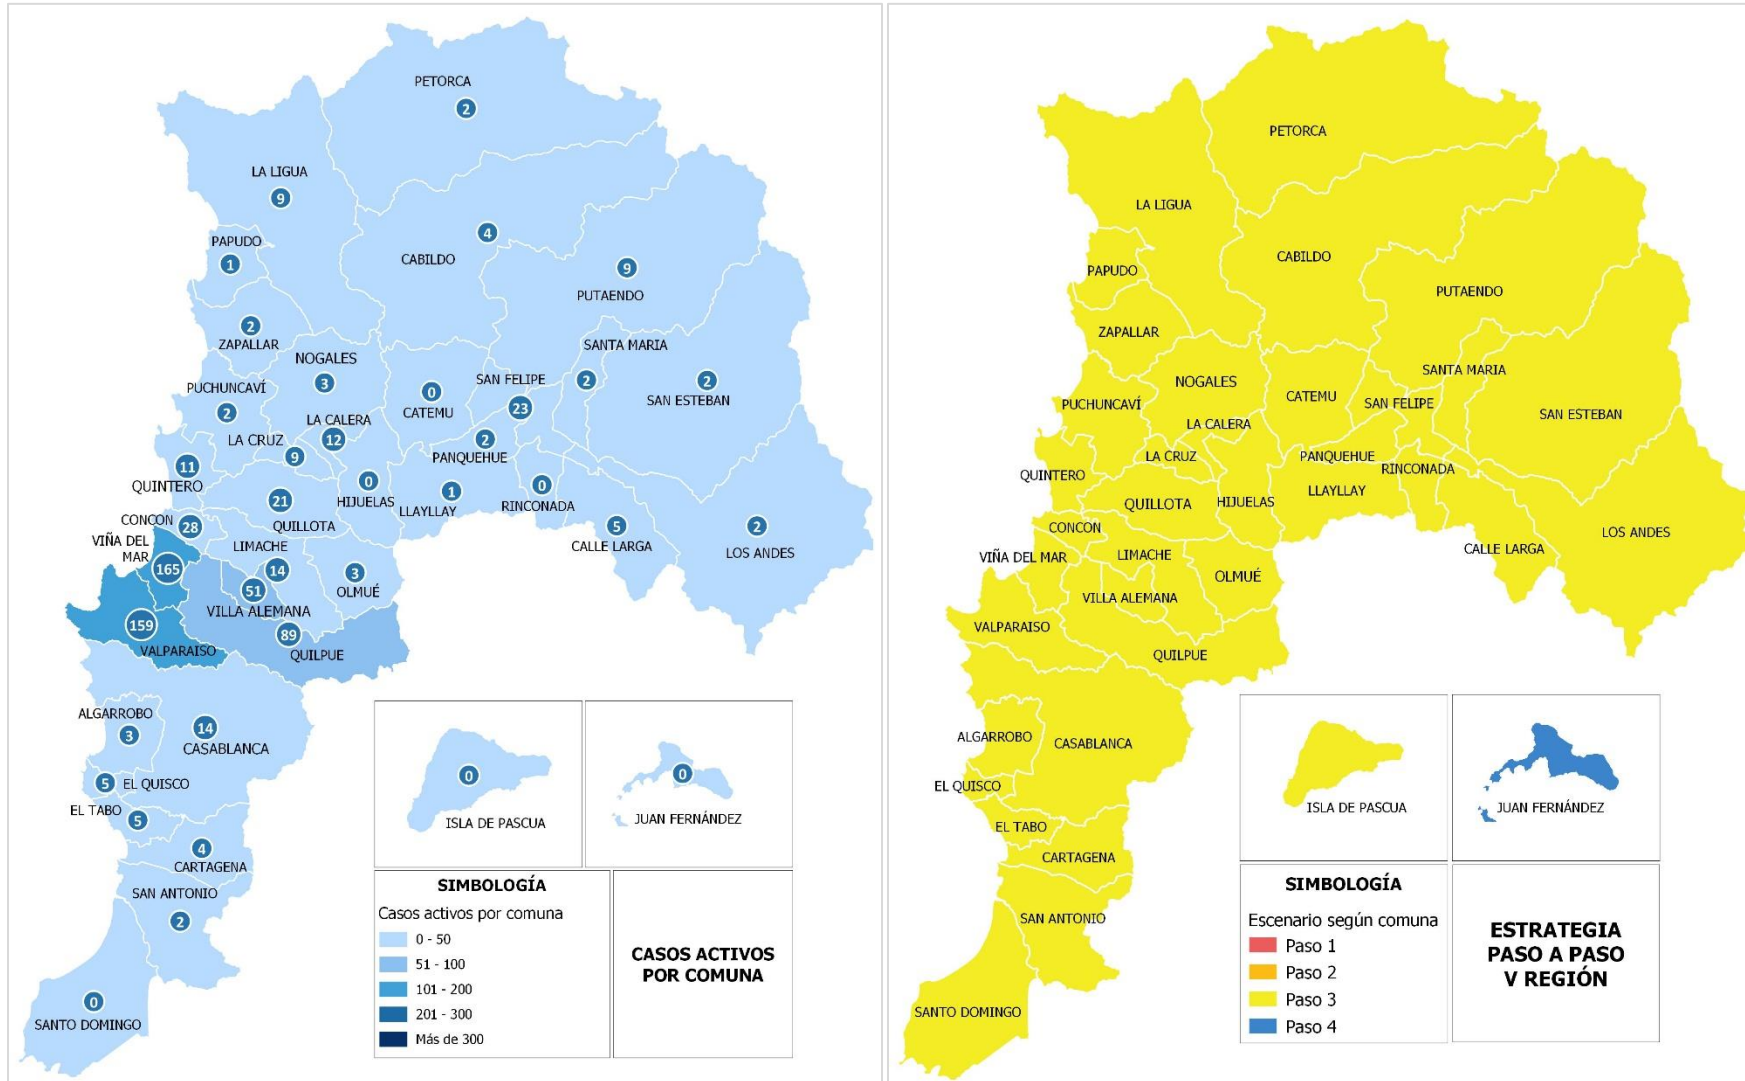 PETORCA
2
LA LIGUA
9
PAPUDO
1
4
CABILDO
9
PUTAENDO
2
ZAPALLAR
NOGALES
3
SANTA MARIA
2
SAN FELIPE
23
2
SAN ESTEBAN
PUCHUNCAVÍ
2
0
CATEMU
LA CALERA
12
LA CRUZ
9
2
PANQUEHUE
11
QUINTERO
0
HIJUELAS
1
LLAYLLAY
0
RINCONADA
21
QUILLOTA
CONCON
28
5
CALLE LARGA
2
LOS ANDES
VIÑA DEL
MAR
165
LIMACHE
14
3
OLMUÉ
51
VILLA ALEMANA
159
VALPARAISO
89
QUILPUE
ALGARROBO
3
14
CASABLANCA
5
EL QUISCO
EL TABO
5
4
CARTAGENA
SAN ANTONIO
2
0
SANTO DOMINGO
0
ISLA DE PASCUA
0
JUAN FERNÁNDEZ
SIMBOLOGÍA
Casos activos por comuna
0 - 50
51 - 100
101 - 200
201 - 300
Más de 300
CASOS ACTIVOS
POR COMUNA
PETORCA
LA LIGUA
CABILDO
PAPUDO
PUTAENDO
ZAPALLAR
SANTA MARIA
NOGALES
CATEMU
PUCHUNCAVÍ
SAN FELIPE
SAN ESTEBAN
LA CALERA
LA CRUZ
PANQUEHUE
RINCONADA
QUINTERO
LLAYLLAY
QUILLOTA
HIJUELAS
CONCON
LOS ANDES
VIÑA DEL MAR
LIMACHE
CALLE LARGA
OLMUÉ
VILLA ALEMANA
VALPARAISO
QUILPUE
ALGARROBO
CASABLANCA
EL QUISCO
EL TABO
CARTAGENA
SAN ANTONIO
SANTO DOMINGO
ISLA DE PASCUA
JUAN FERNÁNDEZ
SIMBOLOGÍA
Escenario según comuna
Paso 1
Paso 2
Paso 3
Paso 4
ESTRATEGIA
PASO A PASO
V REGIÓN